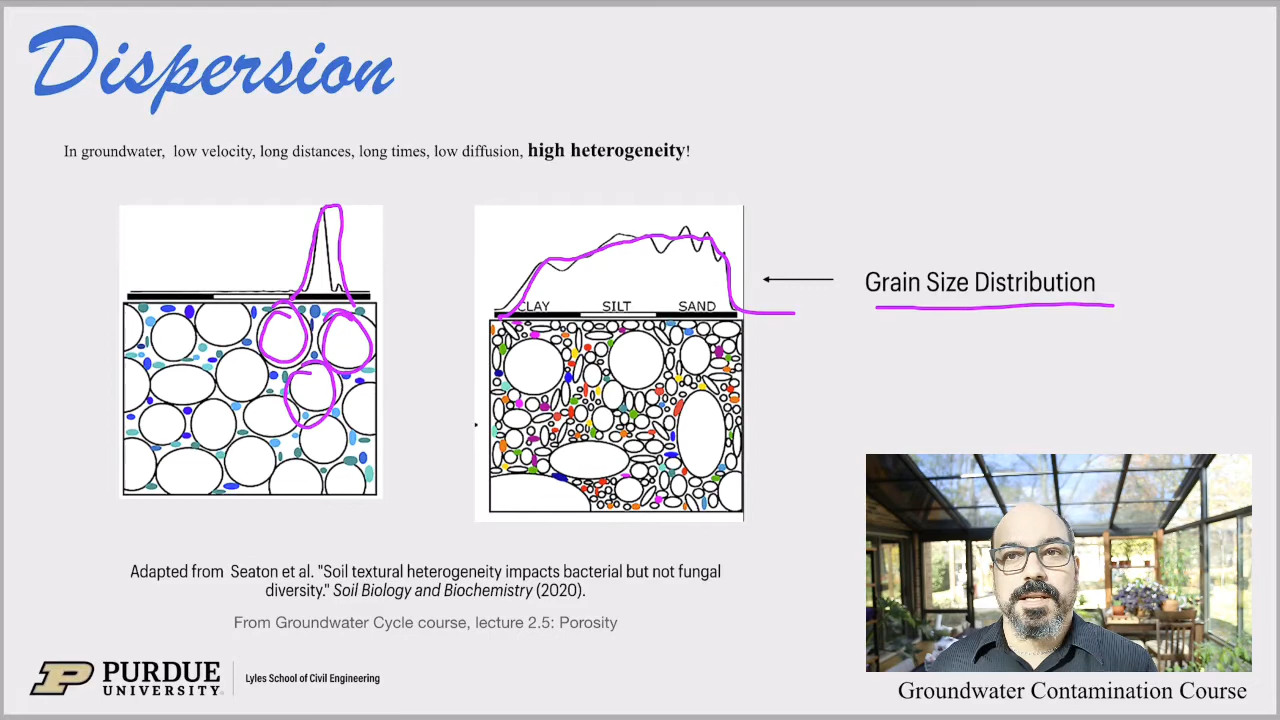 Dispersion
In groundwater, low velocity, long distances, long times, low diffusion, high heterogeneity!
CLAY SILT SAND
Grain Size Distribution
Adapted from Seaton et al. "Soil textural heterogeneity impacts bacterial but not fungal
diversity." Soil Biology and Biochemistry (2020).
From Groundwater Cycle course, lecture 2.5: Porosity
PURDUE
UNIVERSITY
Lyles School of Civil Engineering
Groundwater Contamination Course